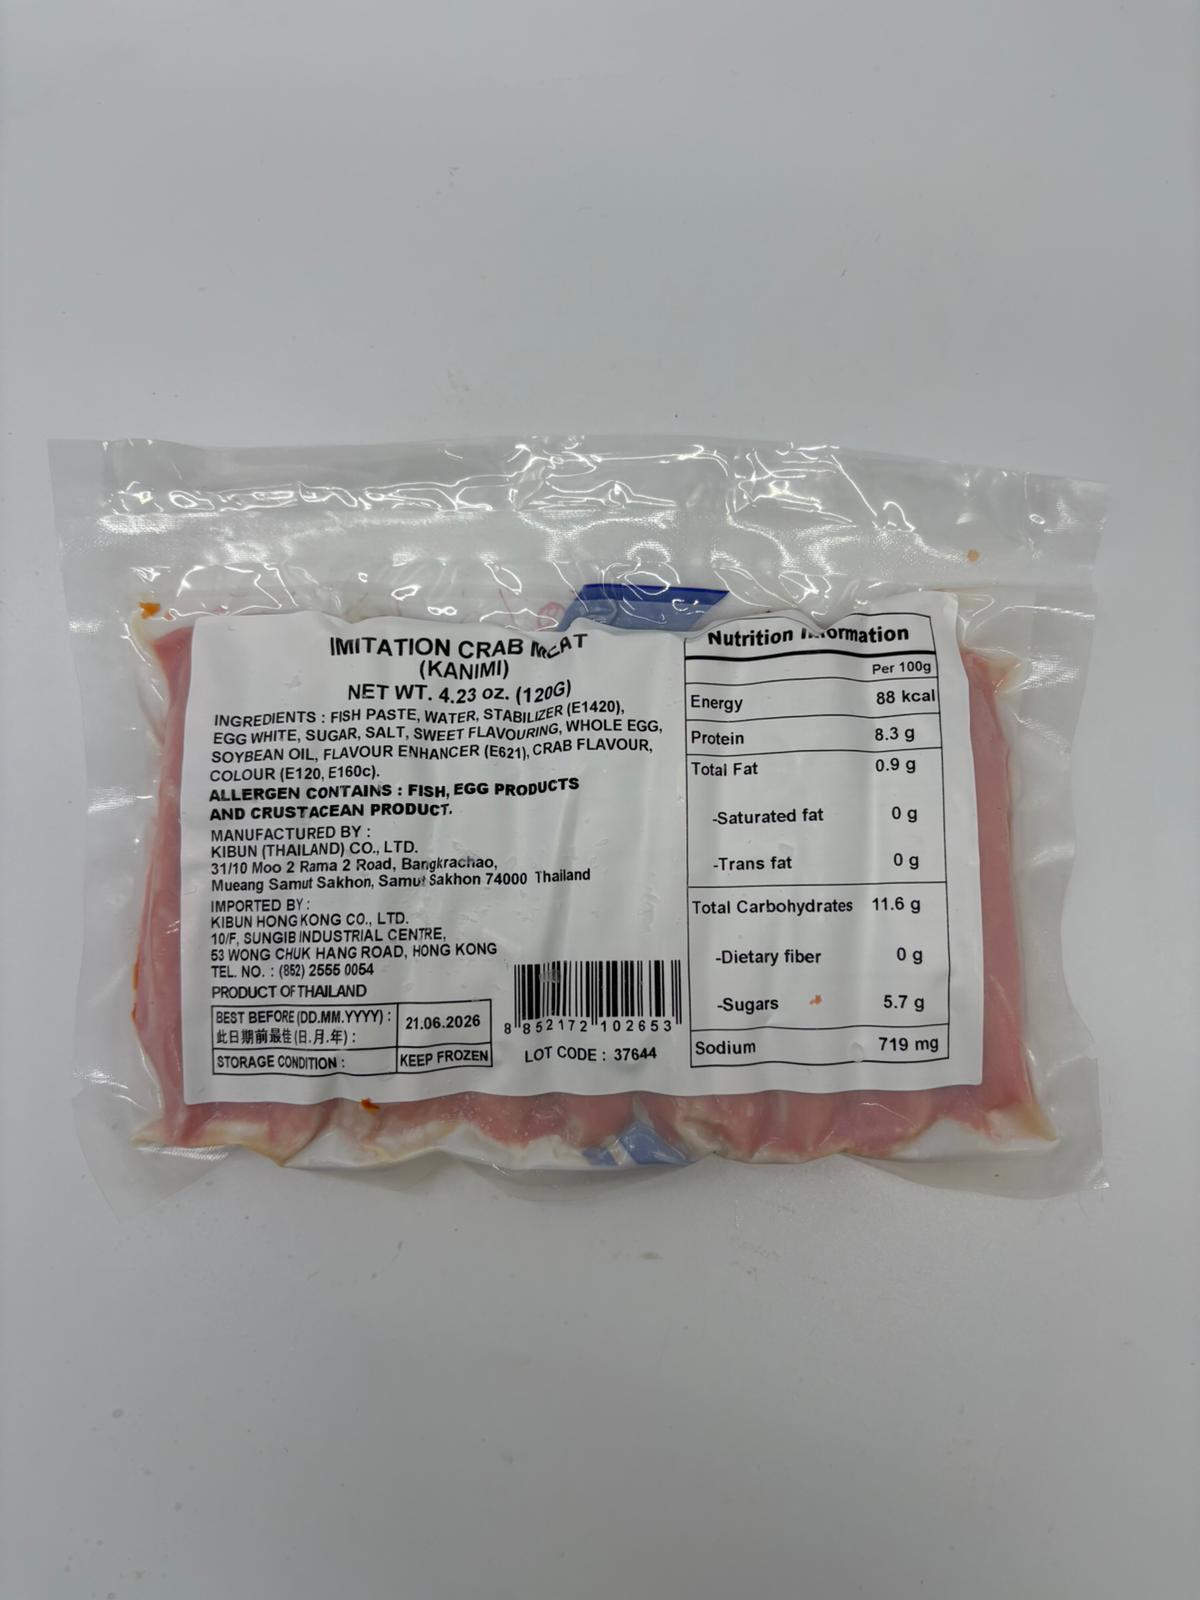 IMITATION CRAB MEAT
(KANIMI)
NET WT. 4.23 oz. (120G)
INGREDIENTS : FISH PASTE, WATER, STABILIZER (E1420),
EGG WHITE, SUGAR, SALT, SWEET FLAVOURING, WHOLE EGG,
SOYBEAN OIL, FLAVOUR ENHANCER (E621), CRAB FLAVOUR,
COLOUR (E120, E160c).
ALLERGEN CONTAINS : FISH, EGG PRODUCTS
AND CRUSTACEAN PRODUCT.
MANUFACTURED BY :
KIBUN (THAILAND) CO., LTD.
31/10 Moo 2 Rama 2 Road, Bangkrachao,
Mueang Samut Sakhon, Samut Sakhon 74000 Thailand
IMPORTED BY :
KIBUN HONG KONG CO., LTD.
10/F, SUNGIB INDUSTRIAL CENTRE,
53 WONG CHUK HANG ROAD, HONG KONG
TEL. NO. : (852) 2555 0054
PRODUCT OF THAILAND
BEST BEFORE (DD.MM.YYYY) : 21.06.2026
此日期前最佳 (日.月.年) :
STORAGE CONDITION : KEEP FROZEN
8 852172 102653
LOT CODE : 37644
Nutrition Information
Per 100g
Energy 88 kcal
Protein 8.3 g
Total Fat 0.9 g
-Saturated fat 0 g
-Trans fat 0 g
Total Carbohydrates 11.6 g
-Dietary fiber 0 g
-Sugars 5.7 g
Sodium 719 mg